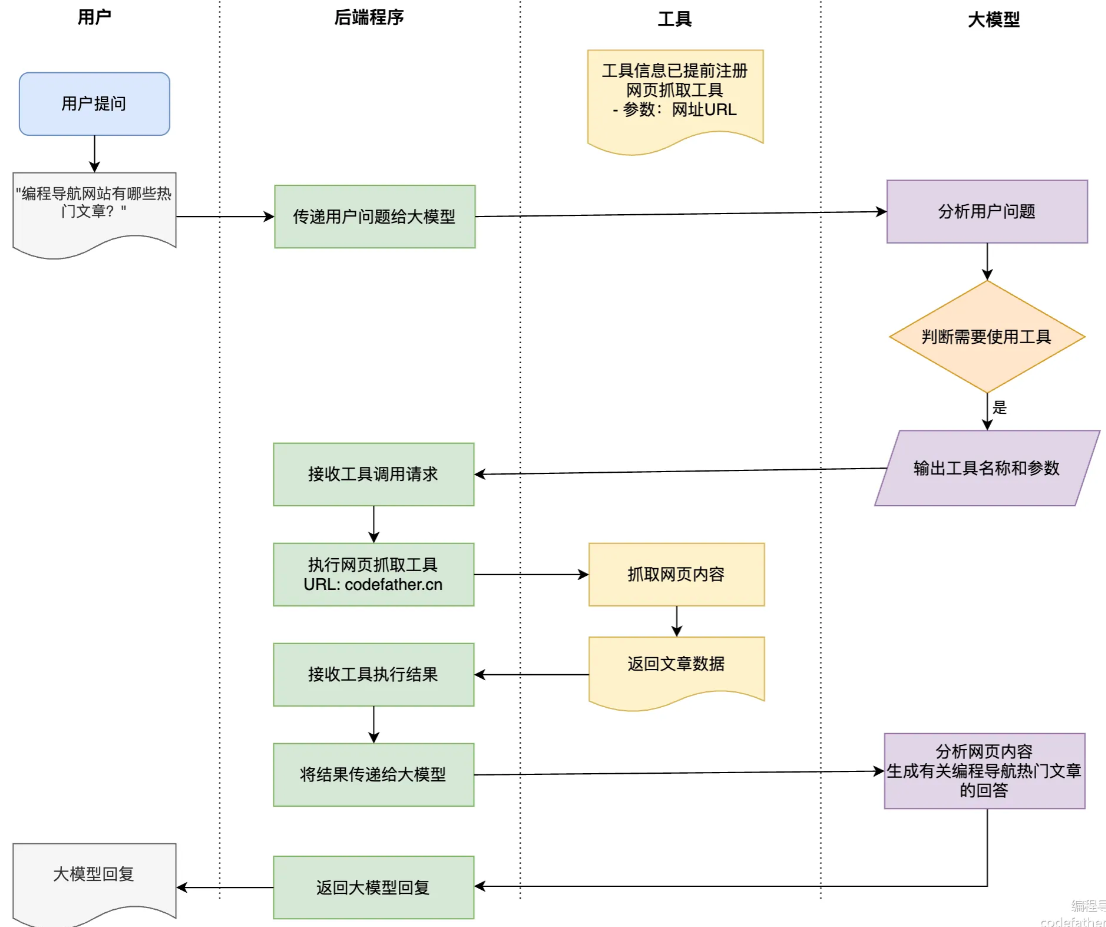 用户
后端程序
工具
大模型
工具信息已提前注册
网页抓取工具
- 参数：网址URL
用户提问
"编程导航网站有哪些热
门文章？"
传递用户问题给大模型
分析用户问题
判断需要使用工具
是
接收工具调用请求
输出工具名称和参数
执行网页抓取工具
URL: codefather.cn
抓取网页内容
接收工具执行结果
返回文章数据
将结果传递给大模型
分析网页内容
生成有关编程导航热门文章
的回答
大模型回复
返回大模型回复
编程
codefather